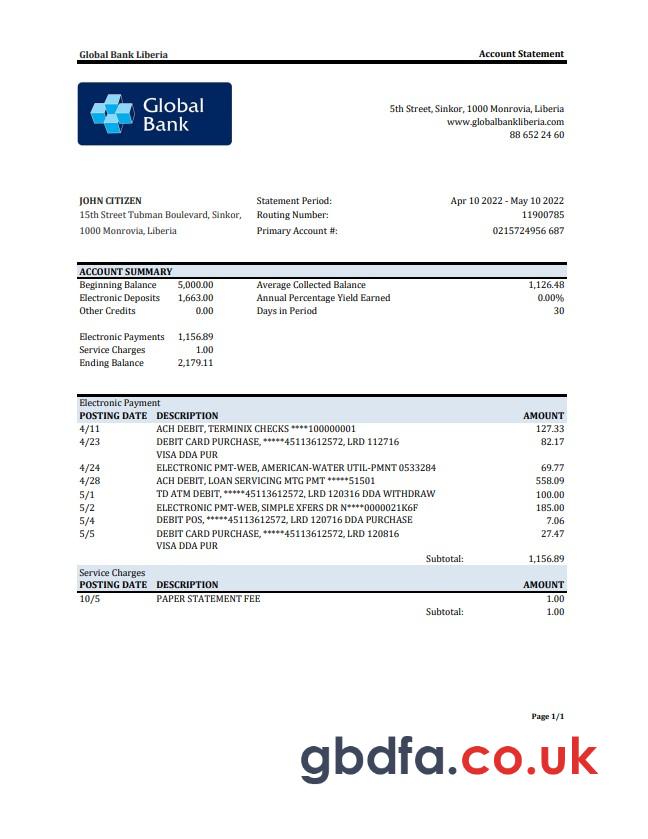 Global Bank Liberia Account Statement
Global
Bank
5th Street, Sinkor, 1000 Monrovia, Liberia
www.globalbankliberia.com
88 652 24 60
JOHN CITIZEN Statement Period: Apr 10 2022 - May 10 2022
15th Street Tubman Boulevard, Sinkor, Routing Number: 11900785
1000 Monrovia, Liberia Primary Account #: 0215724956 687
ACCOUNT SUMMARY
Beginning Balance 5,000.00 Average Collected Balance 1,126.48
Electronic Deposits 1,663.00 Annual Percentage Yield Earned 0.00%
Other Credits 0.00 Days in Period 30
Electronic Payments 1,156.89
Service Charges 1.00
Ending Balance 2,179.11
Electronic Payment
POSTING DATE DESCRIPTION AMOUNT
4/11 ACH DEBIT, TERMINIX CHECKS ****100000001 127.33
4/23 DEBIT CARD PURCHASE, *****45113612572, LRD 112716 82.17
VISA DDA PUR
4/24 ELECTRONIC PMT-WEB, AMERICAN-WATER UTIL-PMNT 0533284 69.77
4/28 ACH DEBIT, LOAN SERVICING MTG PMT *****51501 558.09
5/1 TD ATM DEBIT, *****45113612572, LRD 120316 DDA WITHDRAW 100.00
5/2 ELECTRONIC PMT-WEB, SIMPLE XFERS DR N****0000021K6F 185.00
5/4 DEBIT POS, *****45113612572, LRD 120716 DDA PURCHASE 7.06
5/5 DEBIT CARD PURCHASE, *****45113612572, LRD 120816 27.47
VISA DDA PUR
Subtotal: 1,156.89
Service Charges
POSTING DATE DESCRIPTION AMOUNT
10/5 PAPER STATEMENT FEE 1.00
Subtotal: 1.00
Page 1/1
gbdfa.co.uk